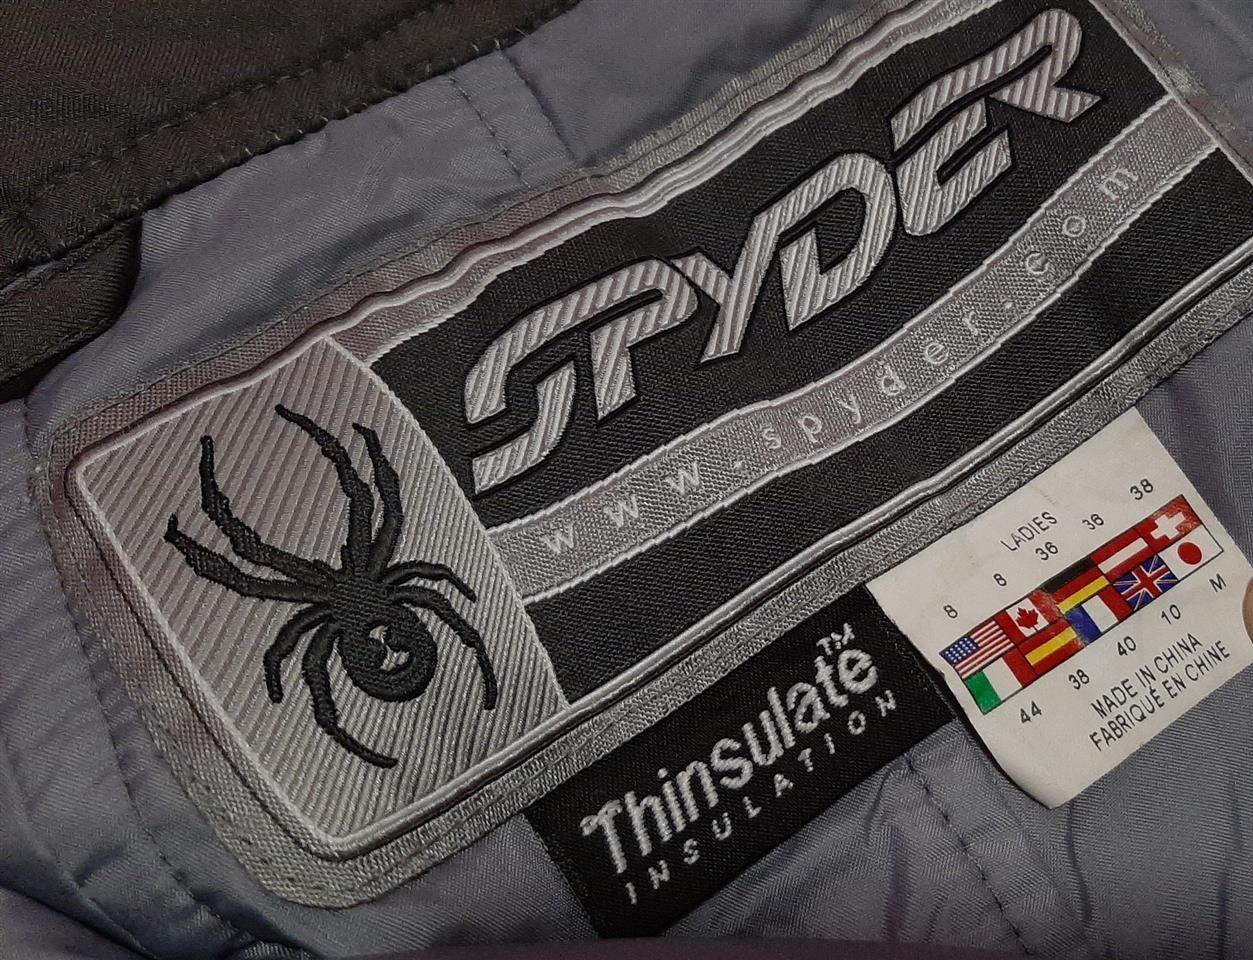 SPYDER
www.spyder.com
Thinsulate™
INSULATION
LADIES
8 8 36 36 38
44 38 40 10 M
MADE IN CHINA
FABRIQUÉ EN CHINE